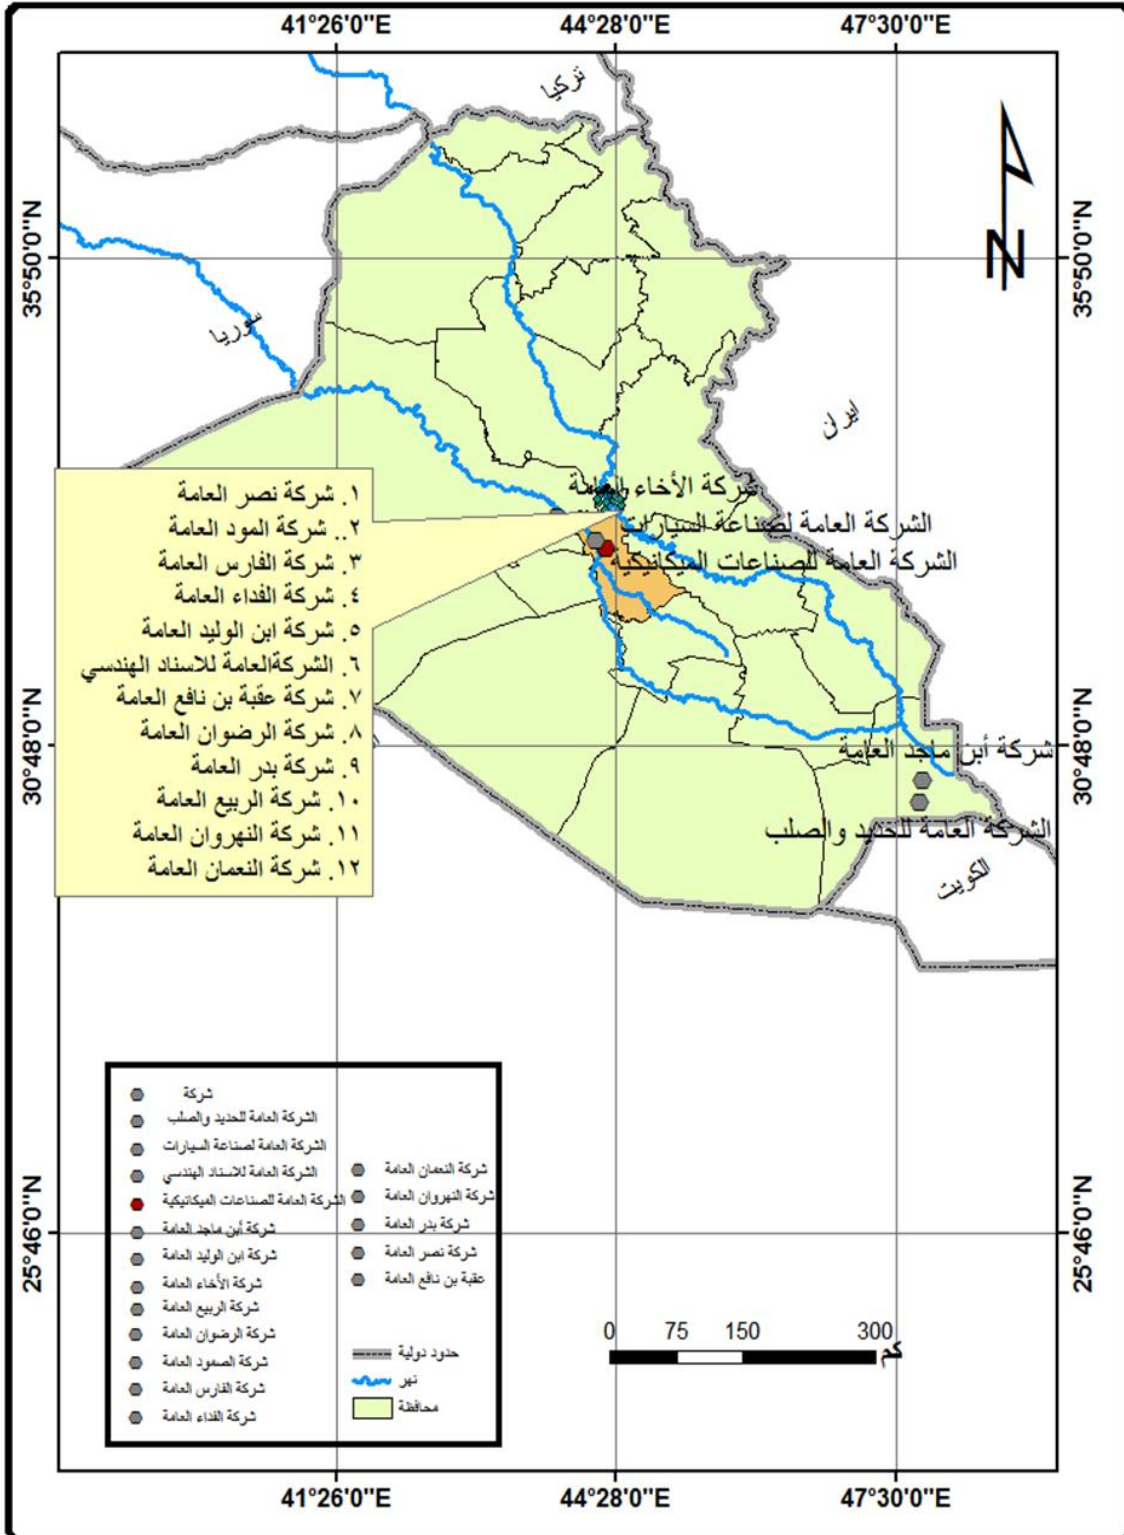 41°26'0"E 44°28'0"E 47°30'0"E
تركيا
35°50'0"N 35°50'0"N
سوريا
ايران
شركة الأخاء العامة
الشركة العامة لصناعة السيارات
الشركة العامة للصناعات الميكانيكية
١. شركة نصر العامة
٢.. شركة المود العامة
٣. شركة الفارس العامة
٤. شركة الفداء العامة
٥. شركة ابن الوليد العامة
٦. الشركةالعامة للاسناد الهندسي
٧. شركة عقبة بن نافع العامة
٨. شركة الرضوان العامة
٩. شركة بدر العامة
١٠. شركة الربيع العامة
١١. شركة النهروان العامة
١٢. شركة النعمان العامة
30°48'0"N 30°48'0"N
شركة أبن ماجد العامة
الشركة العامة للحديد والصلب
الكويت
N
شركة
الشركة العامة للحديد والصلب
الشركة العامة لصناعة السيارات
الشركة العامة للاسناد الهندسي
الشركة العامة للصناعات الميكانيكية
شركة أبن ماجد العامة
شركة ابن الوليد العامة
شركة الأخاء العامة
شركة الربيع العامة
شركة الرضوان العامة
شركة الصمود العامة
شركة الفارس العامة
شركة الفداء العامة
شركة النعمان العامة
شركة النهروان العامة
شركة بدر العامة
شركة نصر العامة
عقبة بن نافع العامة
حدود دولية
نهر
محافظة
25°46'0"N 25°46'0"N
0 75 150 300
كم
41°26'0"E 44°28'0"E 47°30'0"E